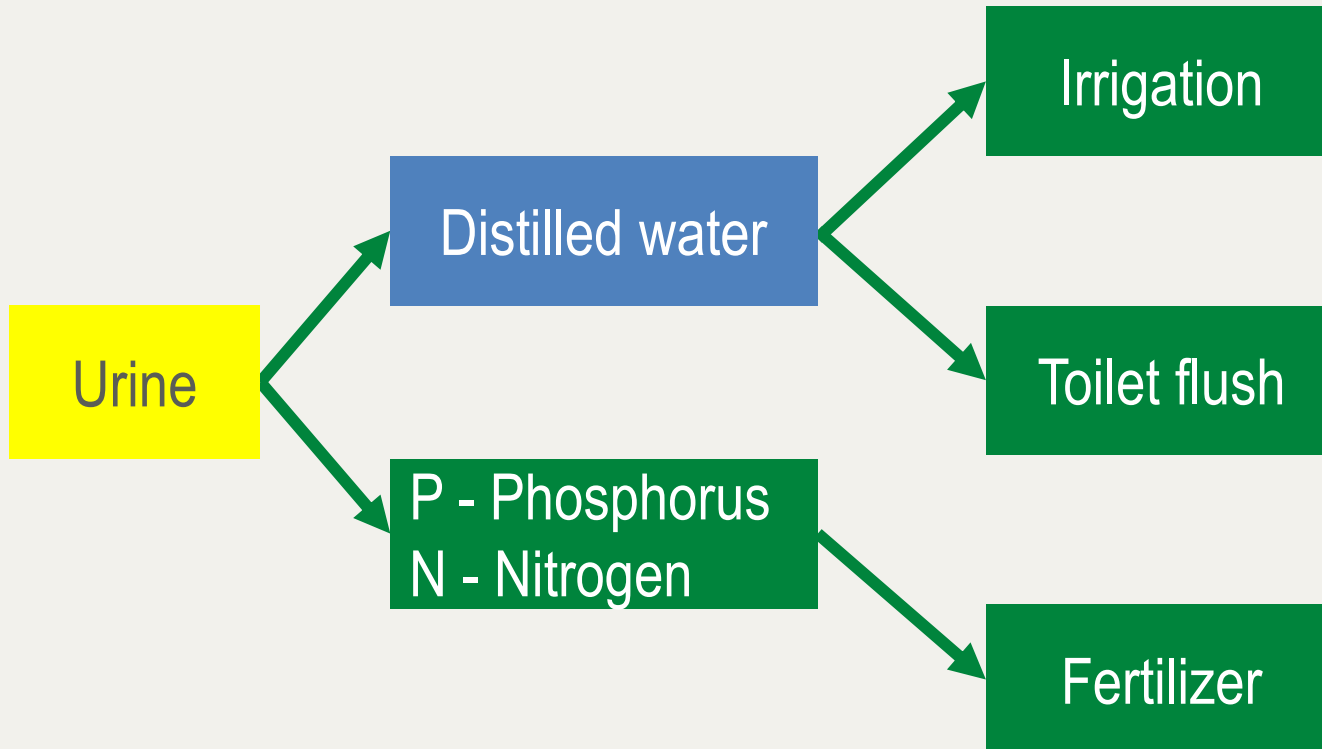 Irrigation
Distilled water
Urine
Toilet flush
P - Phosphorus
N - Nitrogen
Fertilizer